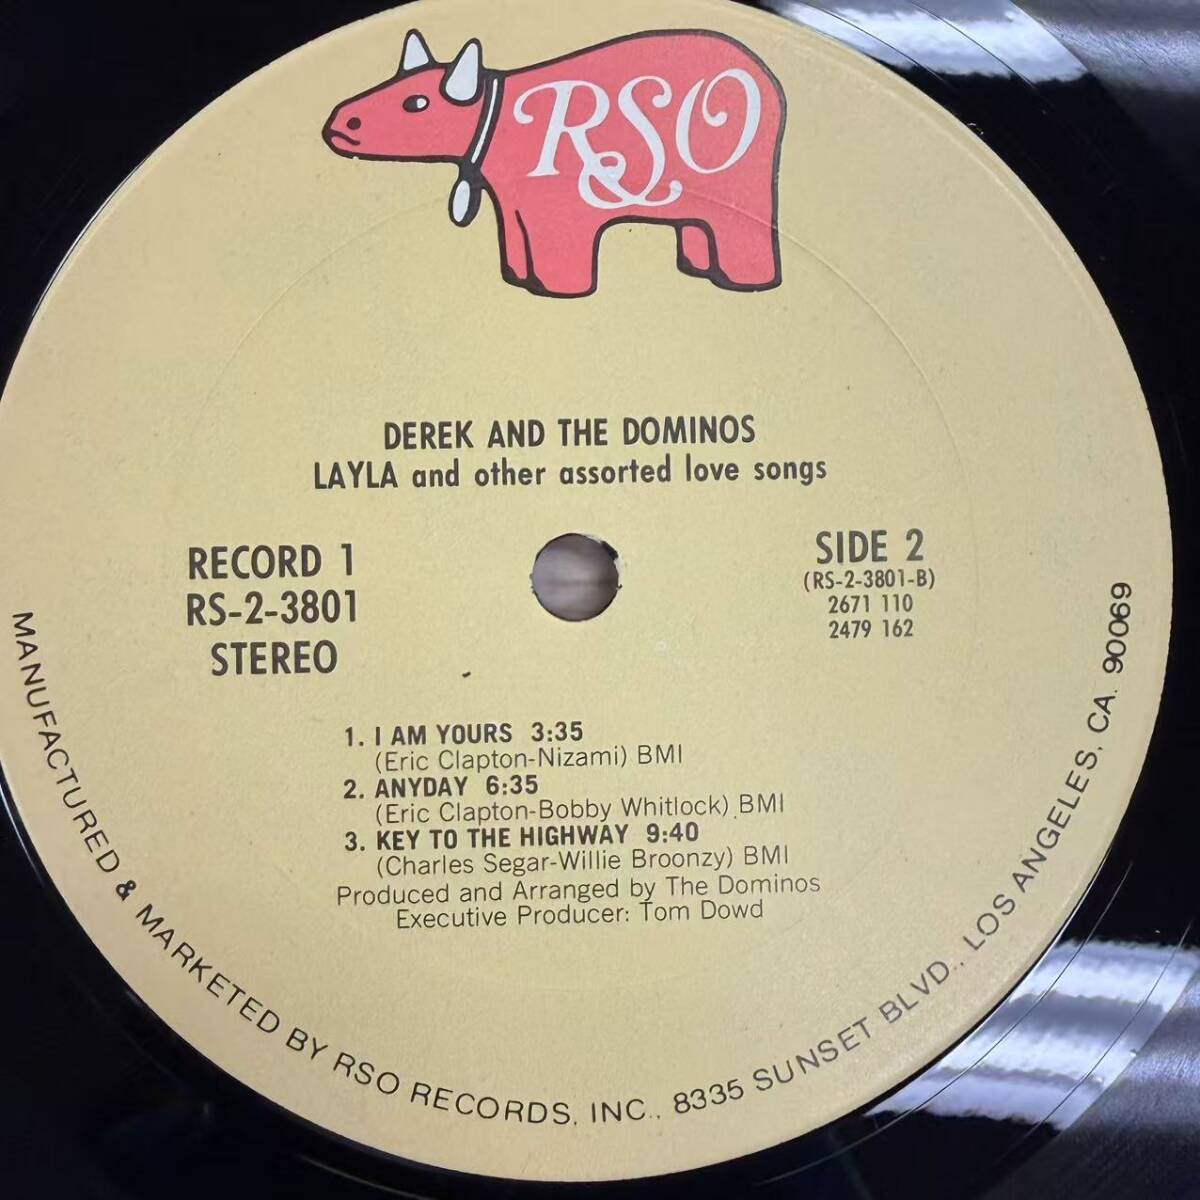 RSO
DEREK AND THE DOMINOS
LAYLA and other assorted love songs
RECORD 1
RS-2-3801
STEREO
SIDE 2
(RS-2-3801-B)
2671 110
2479 162
1. I AM YOURS 3:35
(Eric Clapton-Nizami) BMI
2. ANYDAY 6:35
(Eric Clapton-Bobby Whitlock) BMI
3. KEY TO THE HIGHWAY 9:40
(Charles Segar-Willie Broonzy) BMI
Produced and Arranged by The Dominos
Executive Producer: Tom Dowd
MANUFACTURED & MARKETED BY RSO RECORDS, INC., 8335 SUNSET BLVD., LOS ANGELES, CA. 90069